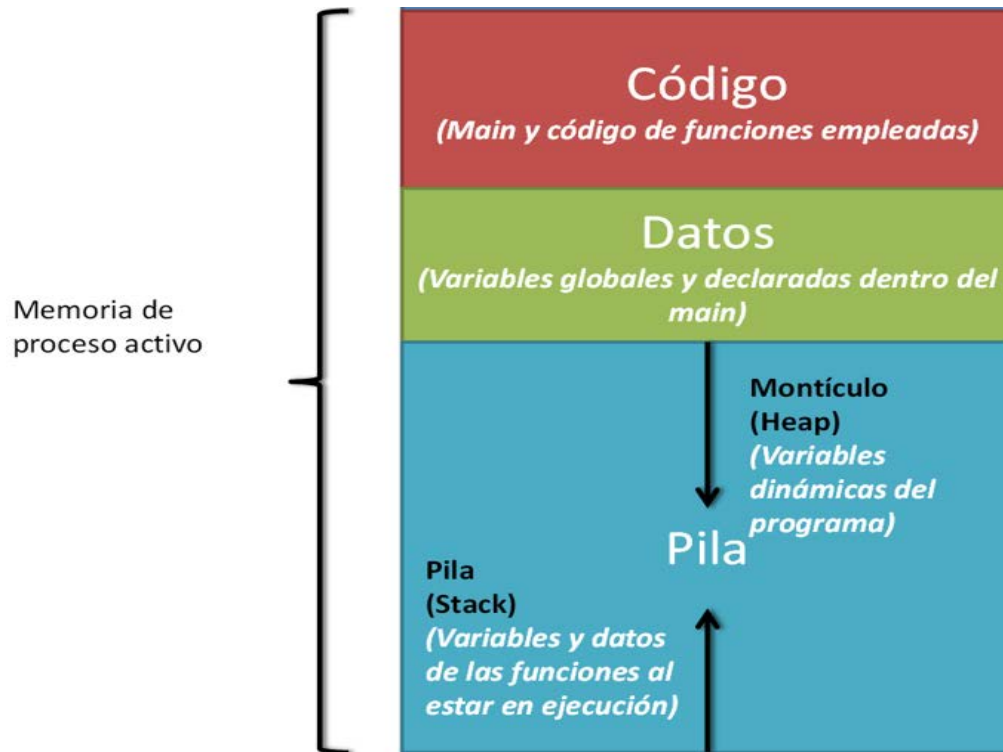 Código
(Main y código de funciones empleadas)
Datos
(Variables globales y declaradas dentro del
main)
Memoria de
proceso activo
Montículo
(Heap)
(Variables
dinámicas del
programa)
Pila
Pila
(Stack)
(Variables y datos
de las funciones al
estar en ejecución)